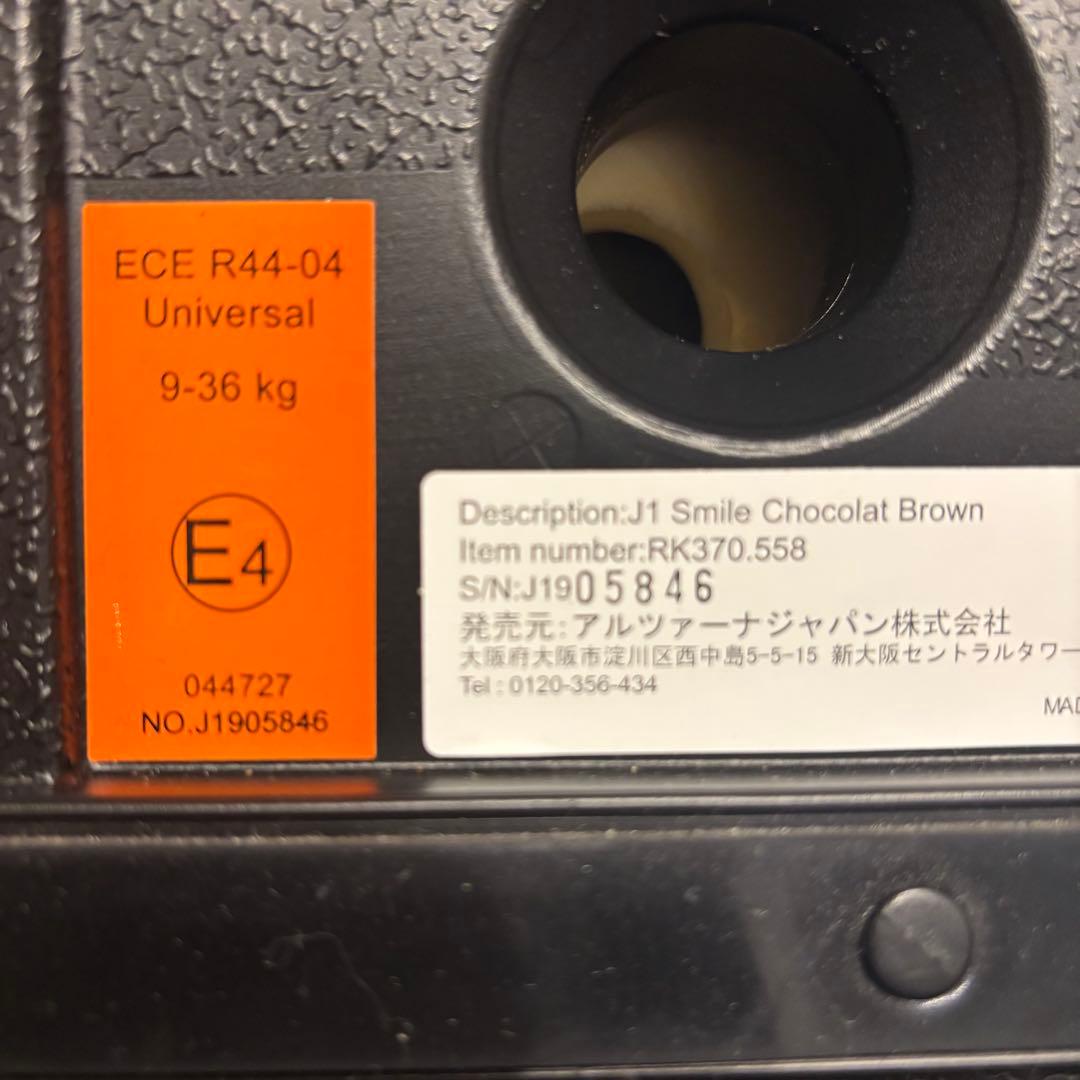 ECE R44-04
Universal
9-36 kg
E4
044727
NO.J1905846
Description:J1 Smile Chocolat Brown
Item number:RK370.558
S/N:J1905846
発売元:アルツァーナジャパン株式会社
大阪府大阪市淀川区西中島5-5-15 新大阪セントラルタワー
Tel : 0120-356-434
MAD